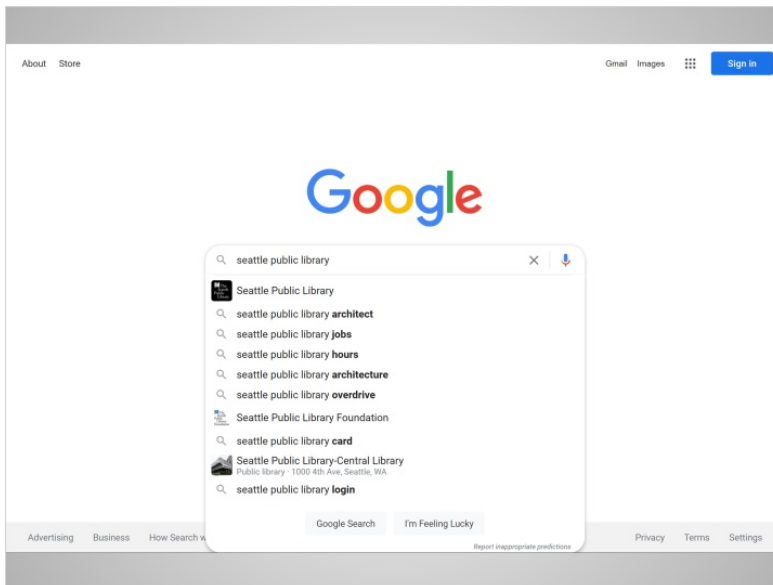 About Store
Gmail Images Sign in
Google
seattle public library
Seattle Public Library
seattle public library architect
seattle public library jobs
seattle public library hours
seattle public library architecture
seattle public library overdrive
Seattle Public Library Foundation
seattle public library card
Seattle Public Library-Central Library
Public library · 1000 4th Ave, Seattle, WA
seattle public library login
Google Search I'm Feeling Lucky
Report inappropriate predictions
Advertising Business How Search Privacy Terms Settings